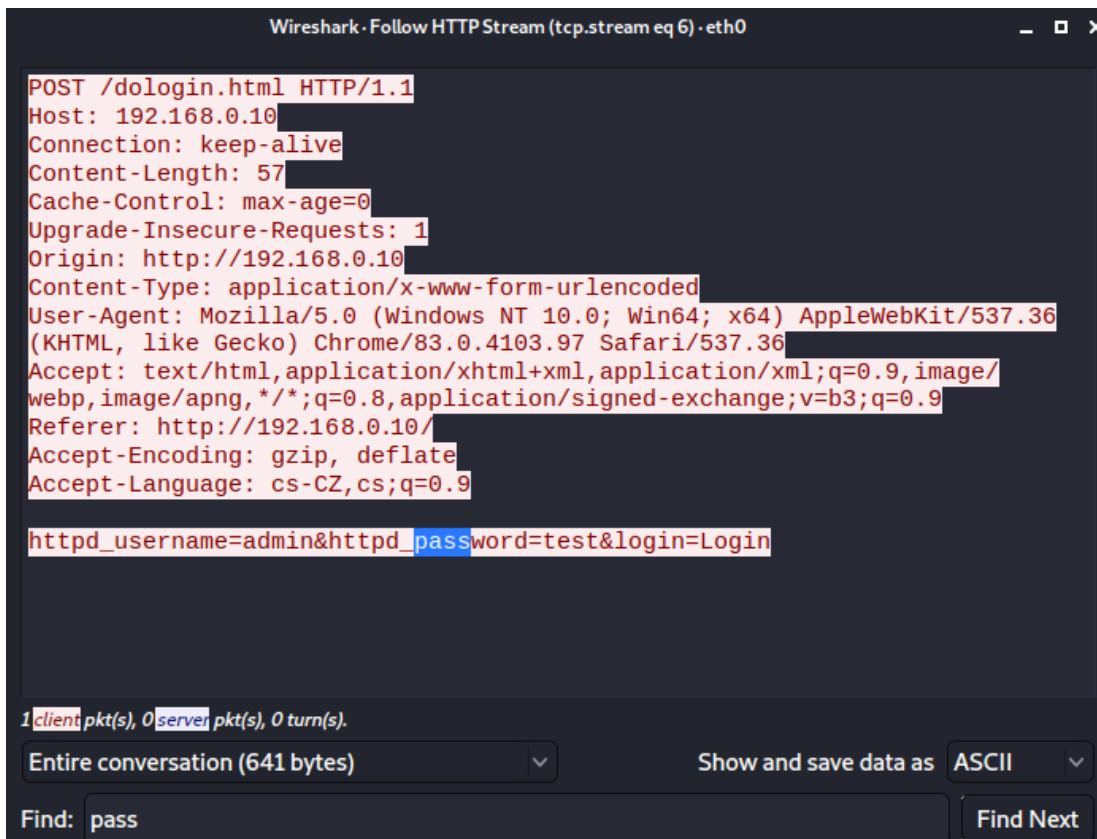 Wireshark · Follow HTTP Stream (tcp.stream eq 6) · eth0
POST /dologin.html HTTP/1.1
Host: 192.168.0.10
Connection: keep-alive
Content-Length: 57
Cache-Control: max-age=0
Upgrade-Insecure-Requests: 1
Origin: http://192.168.0.10
Content-Type: application/x-www-form-urlencoded
User-Agent: Mozilla/5.0 (Windows NT 10.0; Win64; x64) AppleWebKit/537.36
(KHTML, like Gecko) Chrome/83.0.4103.97 Safari/537.36
Accept: text/html,application/xhtml+xml,application/xml;q=0.9,image/
webp,image/apng,*/*;q=0.8,application/signed-exchange;v=b3;q=0.9
Referer: http://192.168.0.10/
Accept-Encoding: gzip, deflate
Accept-Language: cs-CZ,cs;q=0.9
httpd_username=admin&httpd_password=test&login=Login
1 client pkt(s), 0 server pkt(s), 0 turn(s).
Entire conversation (641 bytes) Show and save data as ASCII
Find: pass Find Next